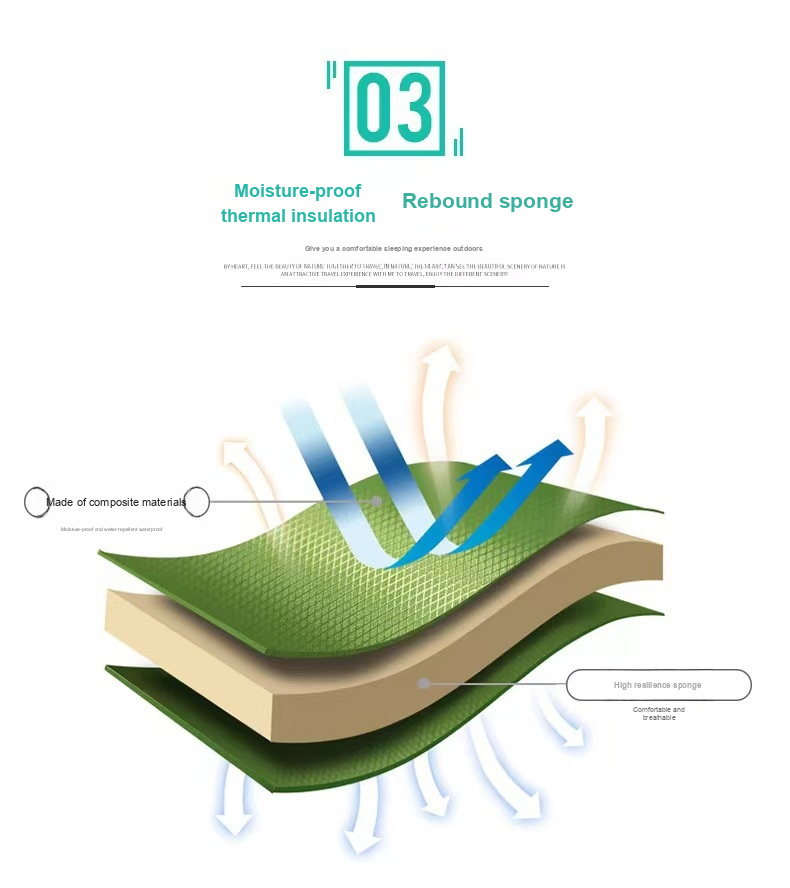 03
Moisture-proof
thermal insulation
Rebound sponge
Give you a comfortable sleeping experience outdoors
BY HEART, FEEL THE BEAUTY OF NATURE TOGETHER TO TRAVEL, IN NATURE, THE HEART, CAN SEE THE BEAUTIFUL SCENERY OF NATURE IS
AN ATTRACTIVE TRAVEL EXPERIENCE WITH ME TO TRAVEL, ENJOY THE DIFFERENT SCENERY!!
Made of composite materials
Moisture-proof and water-repellent waterproof
High resilience sponge
Comfortable and
breathable